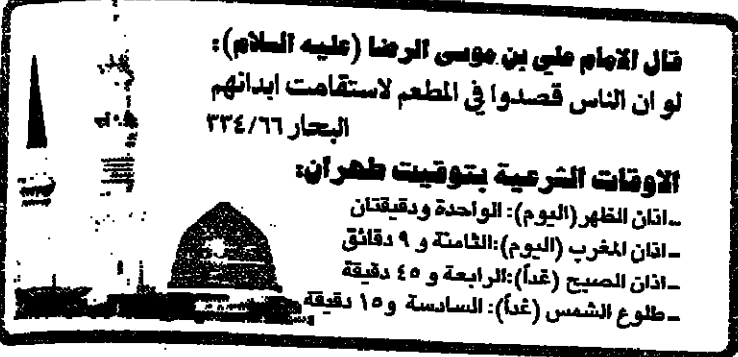 قال الامام علي بن موسى الرضا (عليه السلام):
لو ان الناس قصدوا في المطعم لاستقامت ابدانهم
البحار ٣٣٤/٦٦
الاوقات الشرعية بتوقيت طهران:
ـ اذان الظهر (اليوم): الواحدة ودقيقتان
ـ اذان المغرب (اليوم): الثامنة و ٩ دقائق
ـ اذان الصبح (غداً): الرابعة و ٤٥ دقيقة
ـ طلوع الشمس (غداً): السادسة و ١٥ دقيقة